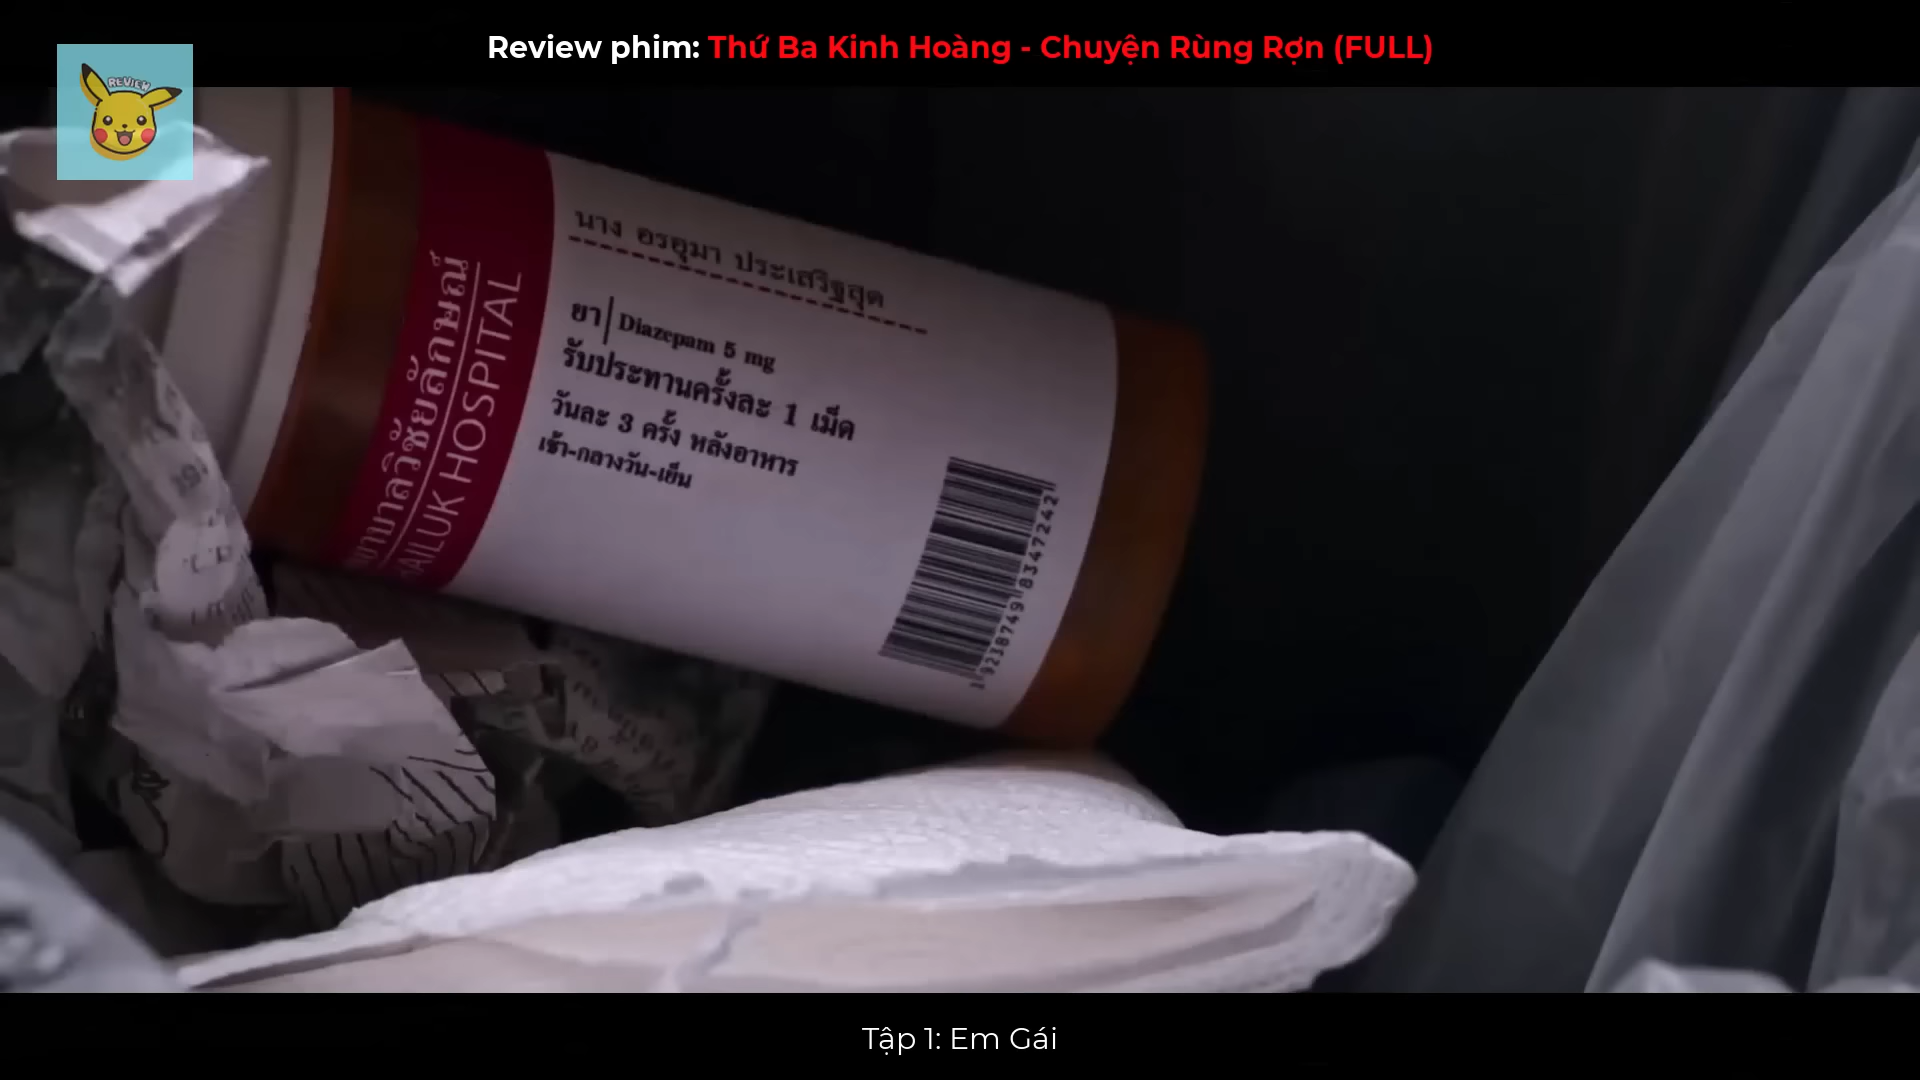 Review phim: Thứ Ba Kinh Hoàng - Chuyện Rùng Rợn (FULL)
REVIEW
นาง อรอุมา ประเสริฐสุด
ยา Diazepam 5 mg
รับประทานครั้งละ 1 เม็ด
วันละ 3 ครั้ง หลังอาหาร
เช้า-กลางวัน-เย็น
HOSPITAL
Tập 1: Em Gái